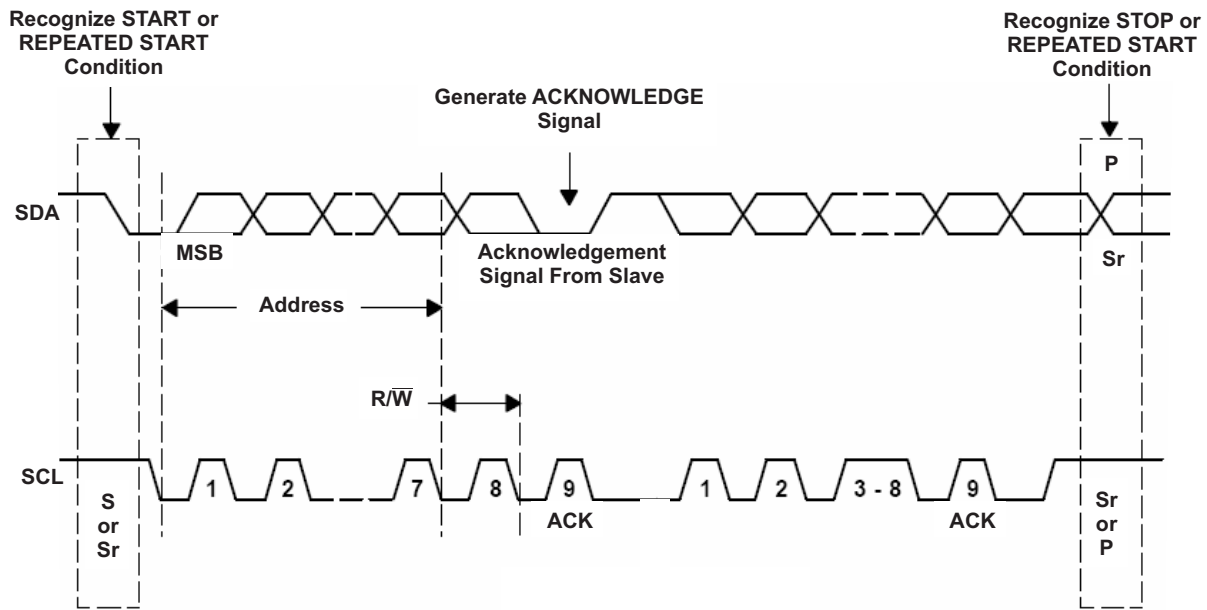 Recognize START or
REPEATED START
Condition
Recognize STOP or
REPEATED START
Condition
Generate ACKNOWLEDGE
Signal
P
SDA
MSB
Acknowledgement
Signal From Slave
Sr
Address
R/W̅
SCL
1
2
7
8
9
1
2
3 - 8
9
ACK
ACK
S
or
Sr
Sr
or
P